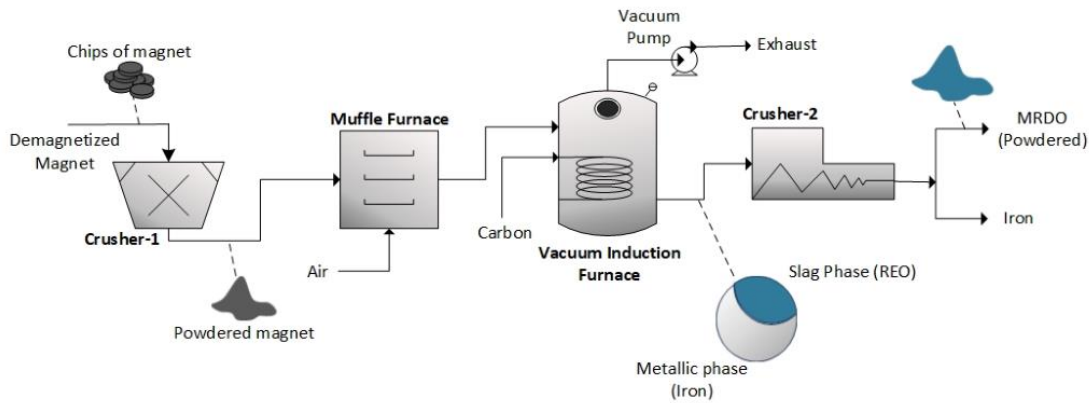 Chips of magnet
Demagnetized
Magnet
Crusher-1
Powdered magnet
Muffle Furnace
Air
Vacuum
Pump
Exhaust
Carbon
Vacuum Induction
Furnace
Crusher-2
MRDO
(Powdered)
Iron
Slag Phase (REO)
Metallic phase
(Iron)